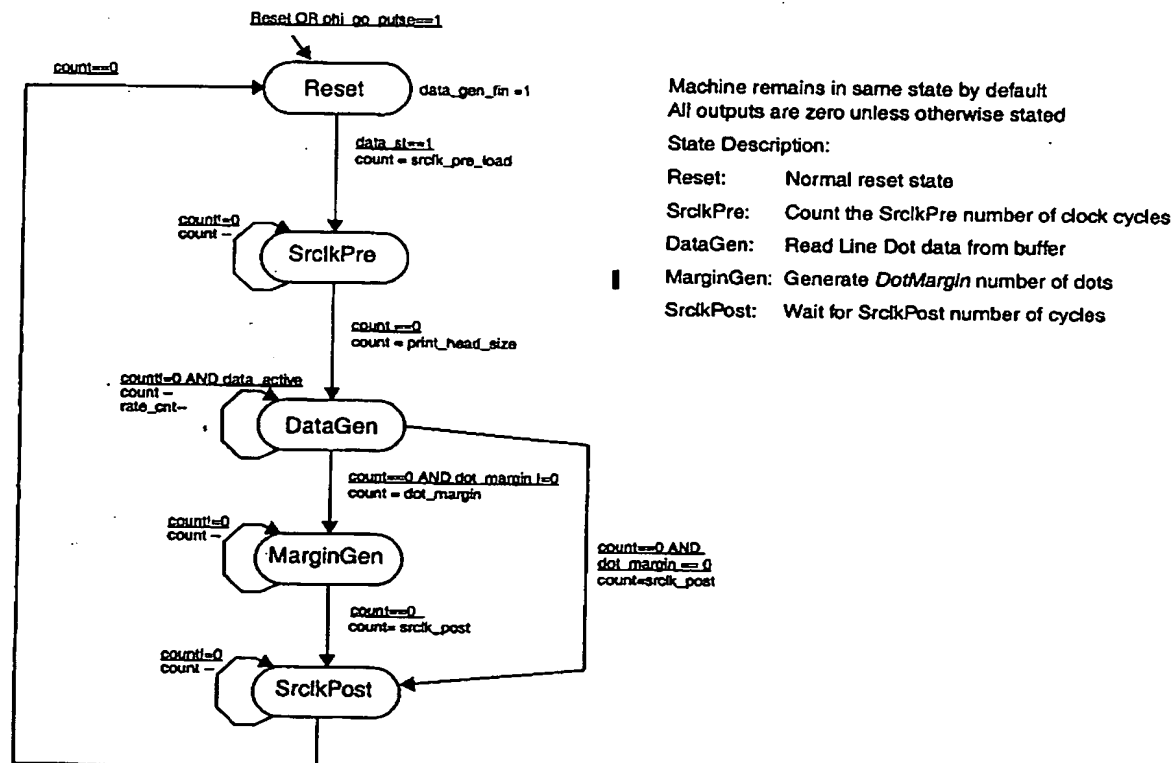 Reset OR phi_go_pulse==1
count==0
Reset
data_gen_fin =1
data_st==1
count = srclk_pre_load
count!=0
count --
SrclkPre
count ==0
count = print_head_size
count!=0 AND data_active
count --
rate_cnt--
DataGen
count==0 AND dot_margin !=0
count = dot_margin
count!=0
count --
MarginGen
count==0 AND
dot_margin == 0
count=srclk_post
count==0
count= srclk_post
count!=0
count --
SrclkPost
Machine remains in same state by default
All outputs are zero unless otherwise stated
State Description:
Reset: Normal reset state
SrclkPre: Count the SrclkPre number of clock cycles
DataGen: Read Line Dot data from buffer
MarginGen: Generate DotMargin number of dots
SrclkPost: Wait for SrclkPost number of cycles